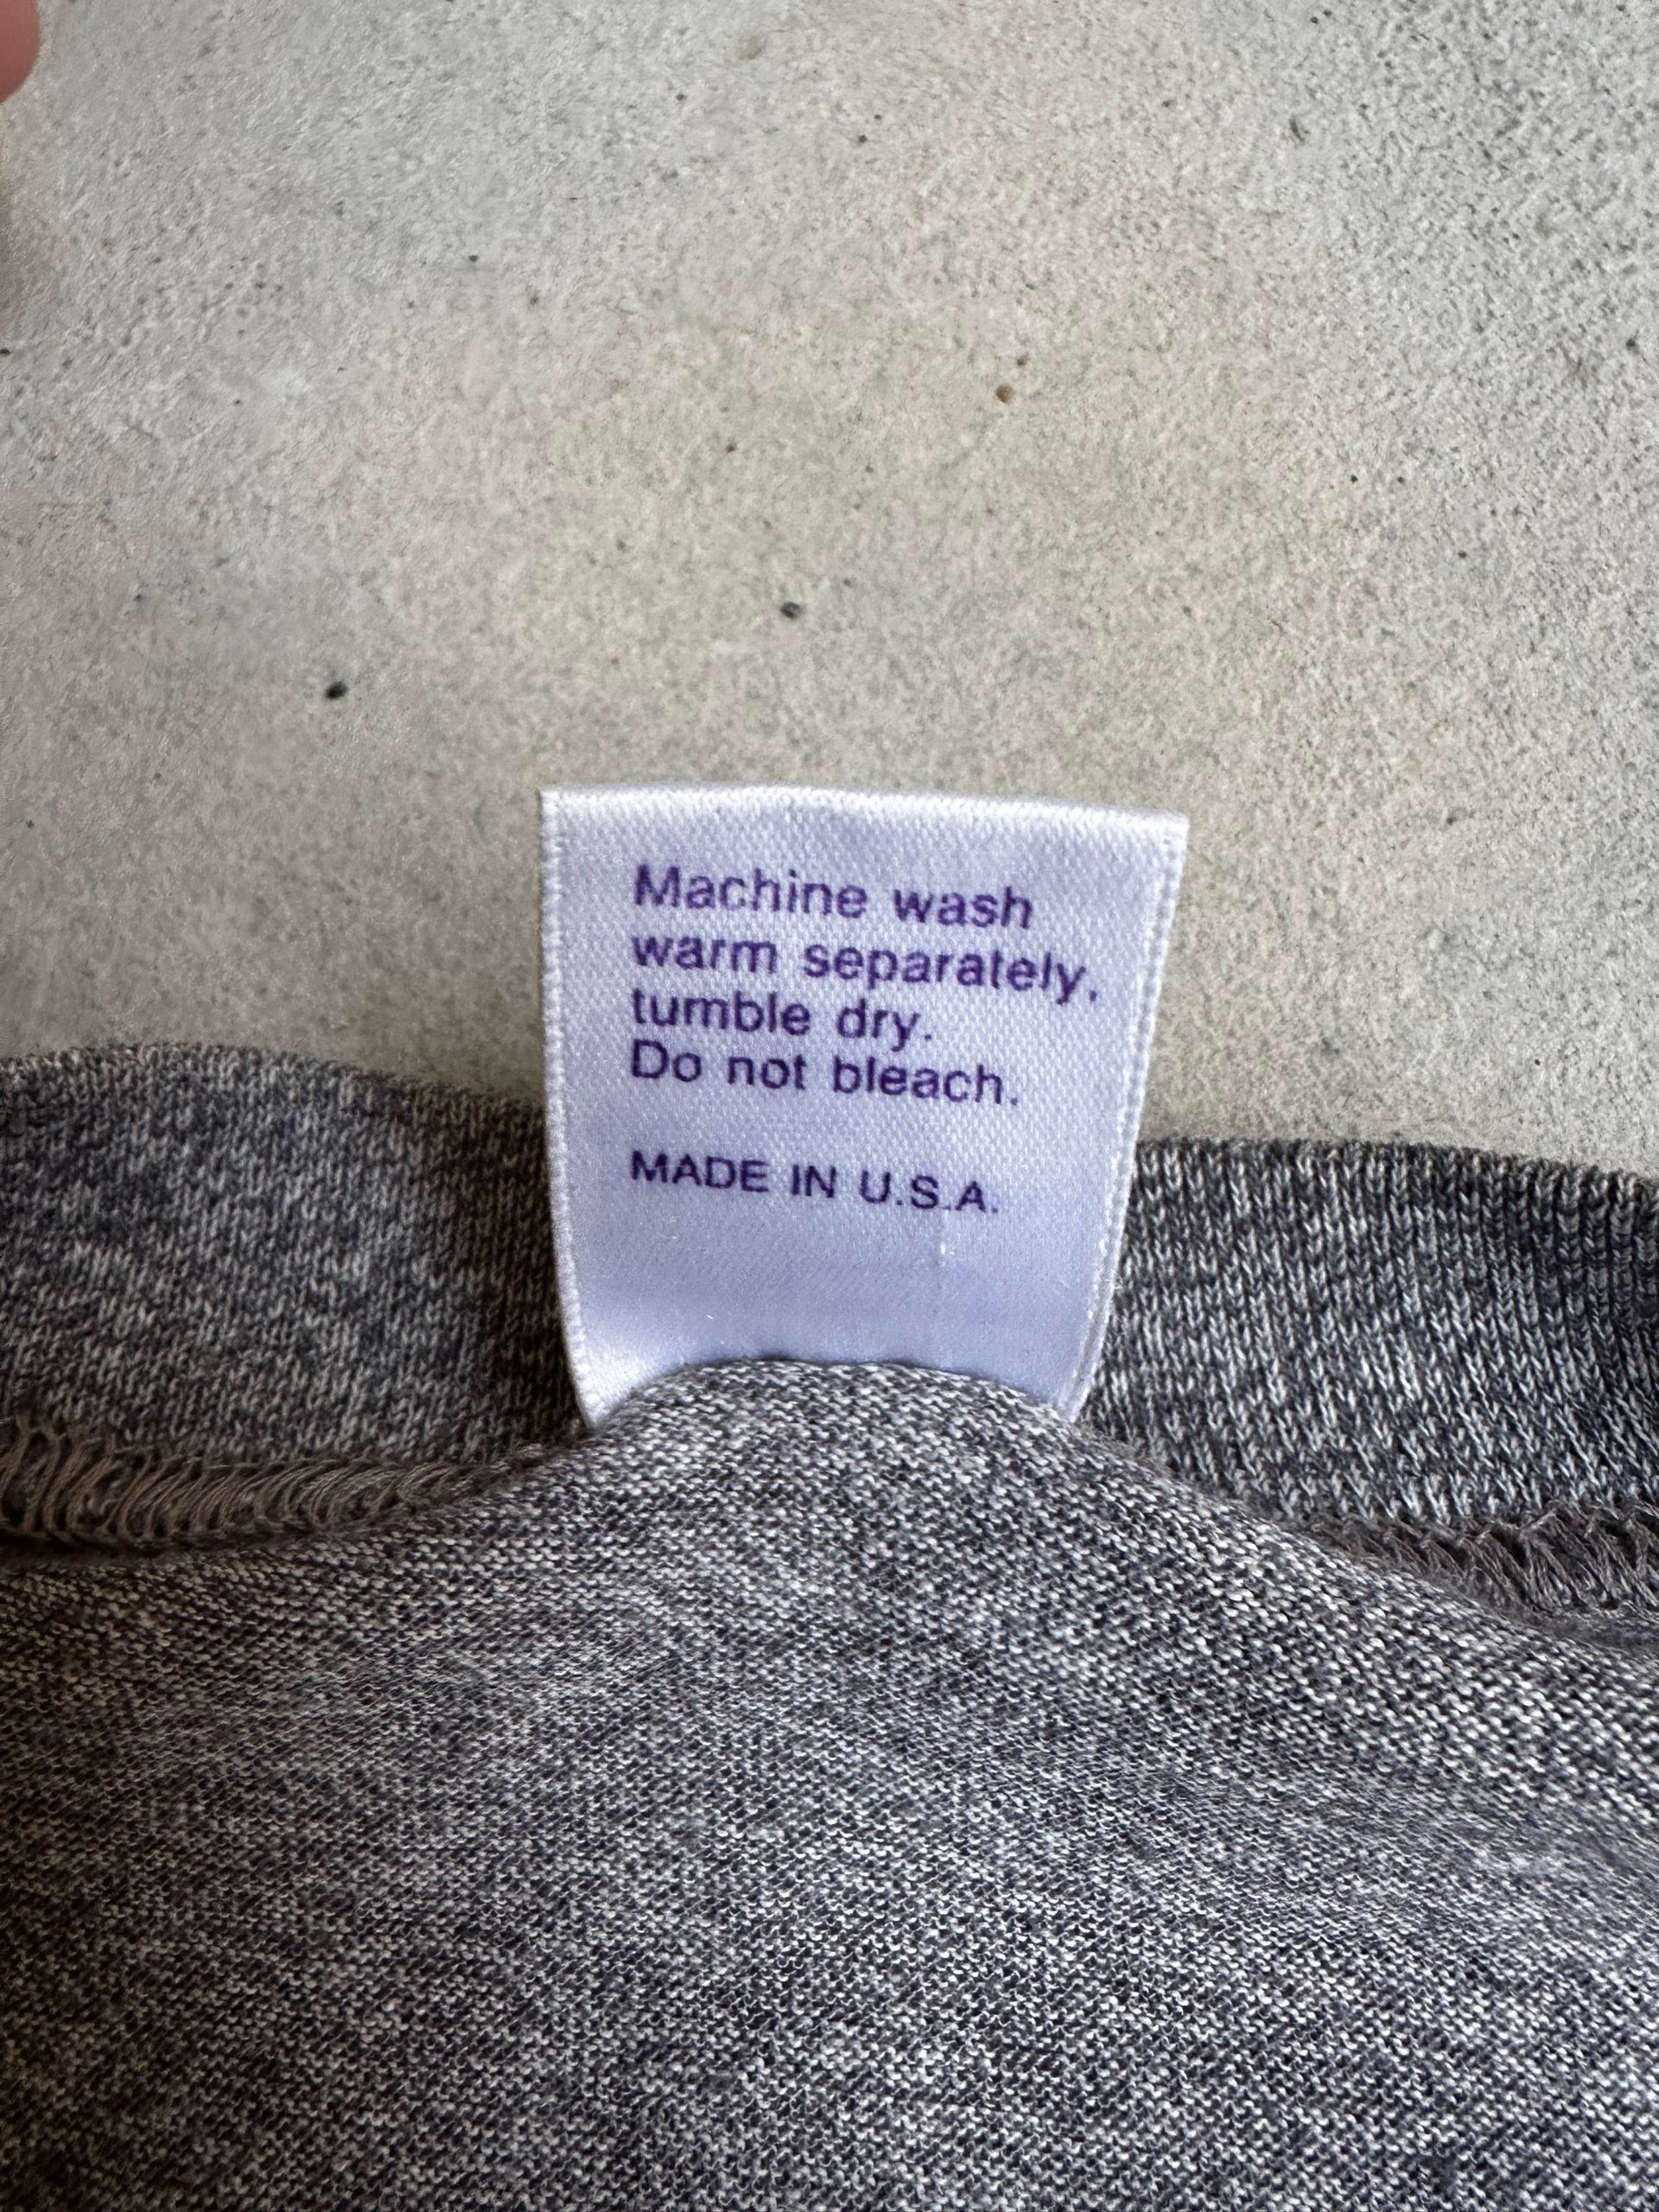 Machine wash
warm separately,
tumble dry.
Do not bleach.
MADE IN U.S.A.